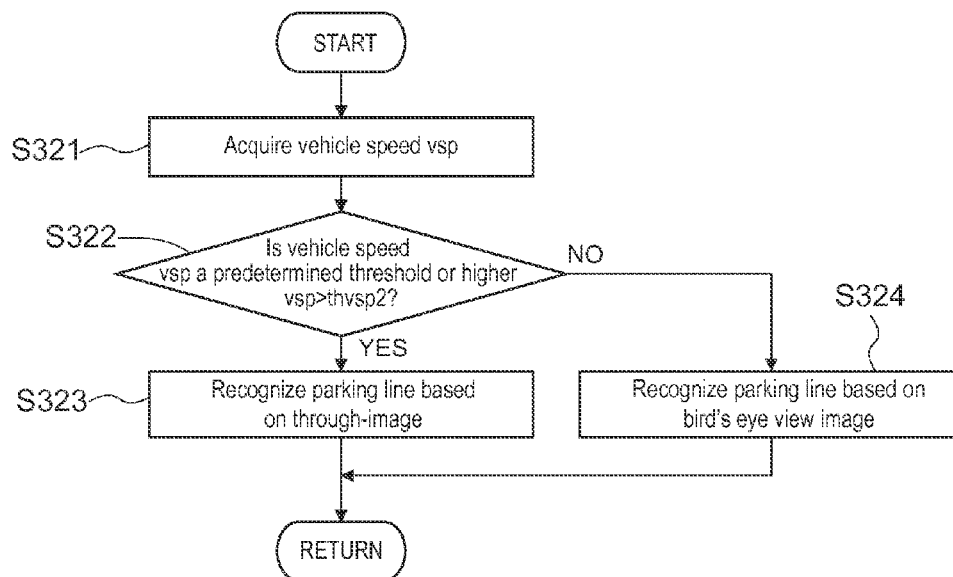 START
S321
Acquire vehicle speed vsp
S322
Is vehicle speed
vsp a predetermined threshold or higher
vsp>thvsp2?
NO
YES
S324
S323
Recognize parking line based
on through-image
Recognize parking line based on
bird's eye view image
RETURN